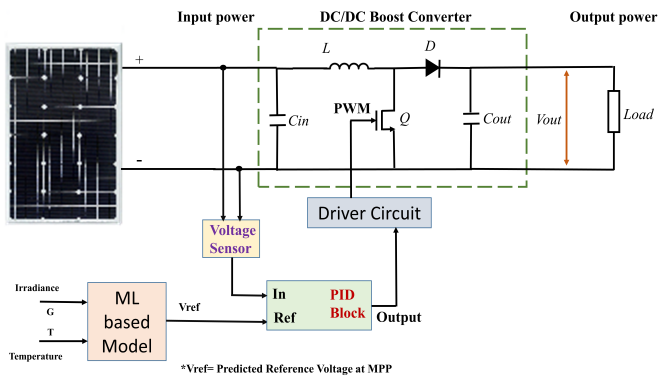 Input power
DC/DC Boost Converter
Output power
+
L
D
PWM
Cin
Q
Cout
Vout
Load
-
Driver Circuit
Voltage
Sensor
Irradiance
G
T
Temperature
ML
based
Model
Vref
In
PID
Ref
Block
Output
*Vref= Predicted Reference Voltage at MPP